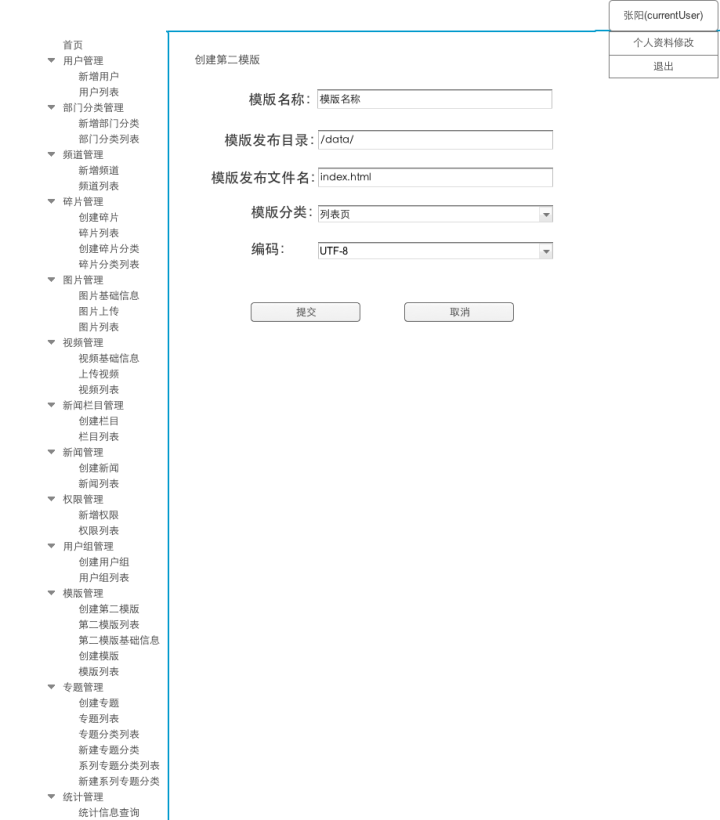 张阳(currentUser)
个人资料修改
退出
首页
用户管理
新增用户
用户列表
部门分类管理
新增部门分类
部门分类列表
频道管理
新增频道
频道列表
碎片管理
创建碎片
碎片列表
创建碎片分类
碎片分类列表
图片管理
图片基础信息
图片上传
图片列表
视频管理
视频基础信息
上传视频
视频列表
新闻栏目管理
创建栏目
栏目列表
新闻管理
创建新闻
新闻列表
权限管理
新增权限
权限列表
用户组管理
创建用户组
用户组列表
模版管理
创建第二模版
第二模版列表
第二模版基础信息
创建模版
模版列表
专题管理
创建专题
专题列表
专题分类列表
新建专题分类
系列专题分类列表
新建系列专题分类
统计管理
统计信息查询
创建第二模版
模版名称: 模版名称
模版发布目录: /data/
模版发布文件名: index.html
模版分类: 列表页
编码: UTF-8
提交 取消